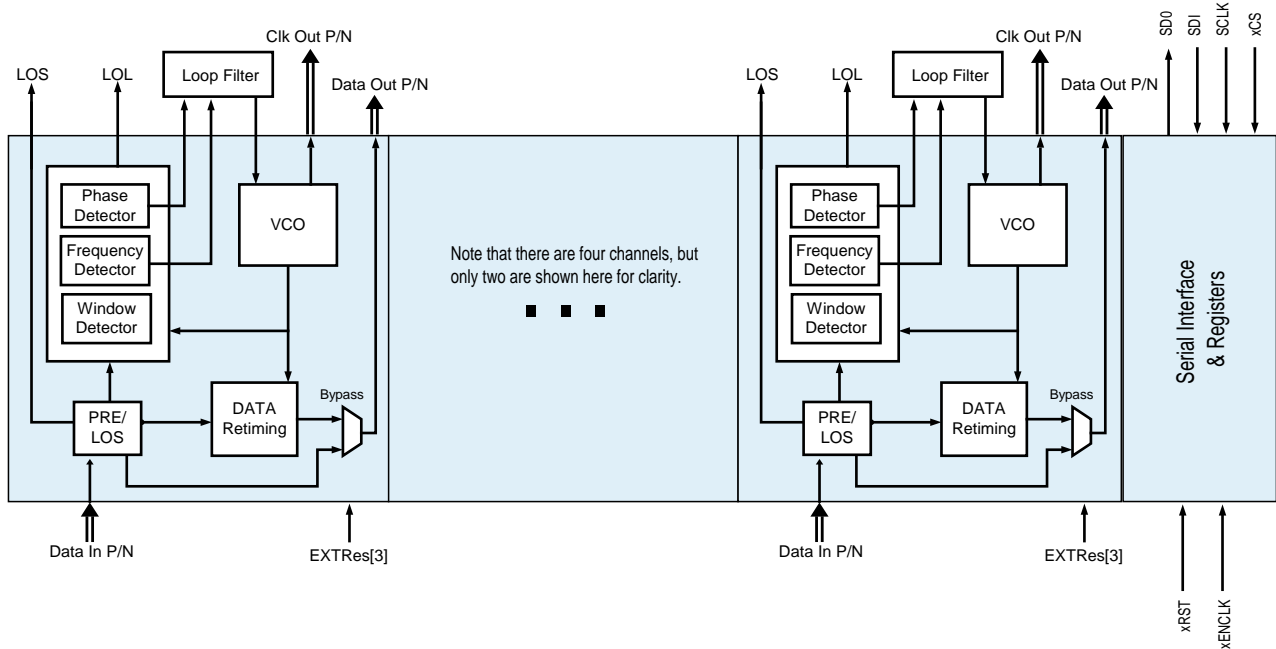 Clk Out P/N
LOS
LOL
Loop Filter
Data Out P/N
Phase
Detector
Frequency
Detector
Window
Detector
VCO
PRE/
LOS
DATA
Retiming
Bypass
Data In P/N
EXTRes[3]
Note that there are four channels, but
only two are shown here for clarity.
Clk Out P/N
LOS
LOL
Loop Filter
Data Out P/N
Phase
Detector
Frequency
Detector
Window
Detector
VCO
PRE/
LOS
DATA
Retiming
Bypass
Data In P/N
EXTRes[3]
SD0
SDI
SCLK
xCS
Serial Interface
& Registers
xRST
xENCLK